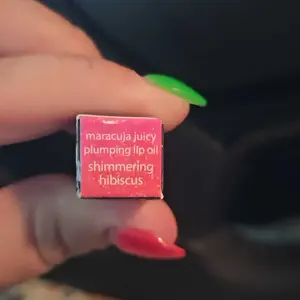 maracuja juicy
plumping lip oil
shimmering
hibiscus